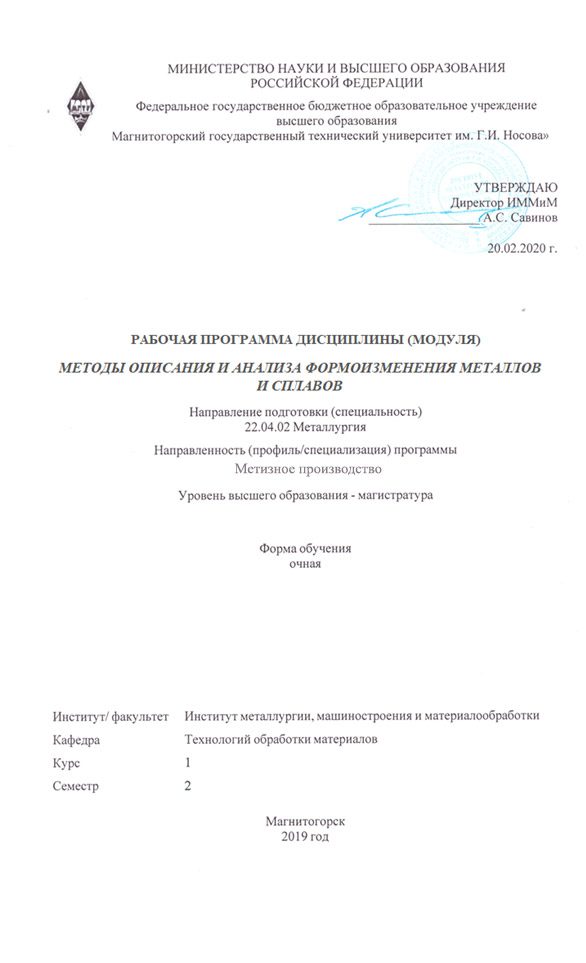 МИНИСТЕРСТВО НАУКИ И ВЫСШЕГО ОБРАЗОВАНИЯ
РОССИЙСКОЙ ФЕДЕРАЦИИ
Федеральное государственное бюджетное образовательное учреждение
высшего образования
Магнитогорский государственный технический университет им. Г.И. Носова»
УТВЕРЖДАЮ
Директор ИММиМ
А.С. Савинов
20.02.2020 г.
РАБОЧАЯ ПРОГРАММА ДИСЦИПЛИНЫ (МОДУЛЯ)
МЕТОДЫ ОПИСАНИЯ И АНАЛИЗА ФОРМОИЗМЕНЕНИЯ МЕТАЛЛОВ
И СПЛАВОВ
Направление подготовки (специальность)
22.04.02 Металлургия
Направленность (профиль/специализация) программы
Метизное производство
Уровень высшего образования - магистратура
Форма обучения
очная
Институт/ факультет Институт металлургии, машиностроения и материалообработки
Кафедра Технологий обработки материалов
Курс 1
Семестр 2
Магнитогорск
2019 год